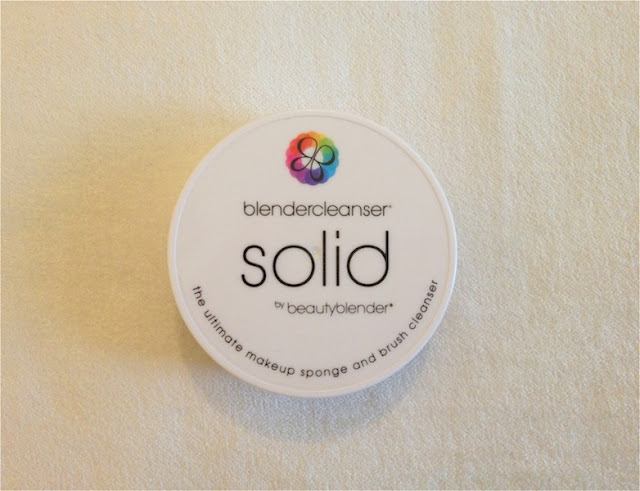 blendercleanser®
solid
by beautyblender®
the ultimate makeup sponge and brush cleanser